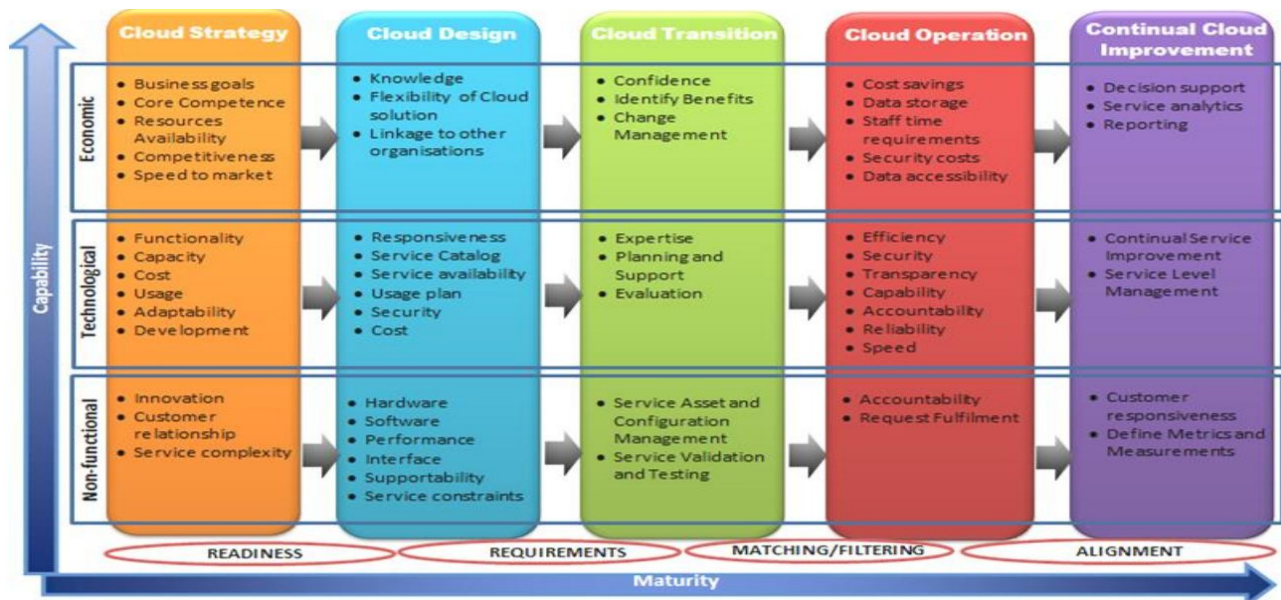 Cloud Strategy
Cloud Design
Cloud Transition
Cloud Operation
Continual Cloud
Improvement
Capability
Economic
• Business goals
• Core Competence
• Resources
Availability
• Competitiveness
• Speed to market
• Knowledge
• Flexibility of Cloud
solution
• Linkage to other
organisations
• Confidence
• Identify Benefits
• Change
Management
• Cost savings
• Data storage
• Staff time
requirements
• Security costs
• Data accessibility
• Decision support
• Service analytics
• Reporting
Technological
• Functionality
• Capacity
• Cost
• Usage
• Adaptability
• Development
• Responsiveness
• Service Catalog
• Service availability
• Usage plan
• Security
• Cost
• Expertise
• Planning and
Support
• Evaluation
• Efficiency
• Security
• Transparency
• Capability
• Accountability
• Reliability
• Speed
• Continual Service
Improvement
• Service Level
Management
Non-functional
• Innovation
• Customer
relationship
• Service complexity
• Hardware
• Software
• Performance
• Interface
• Supportability
• Service constraints
• Service Asset and
Configuration
Management
• Service Validation
and Testing
• Accountability
• Request Fulfilment
• Customer
responsiveness
• Define Metrics and
Measurements
READINESS
REQUIREMENTS
MATCHING/FILTERING
ALIGNMENT
Maturity